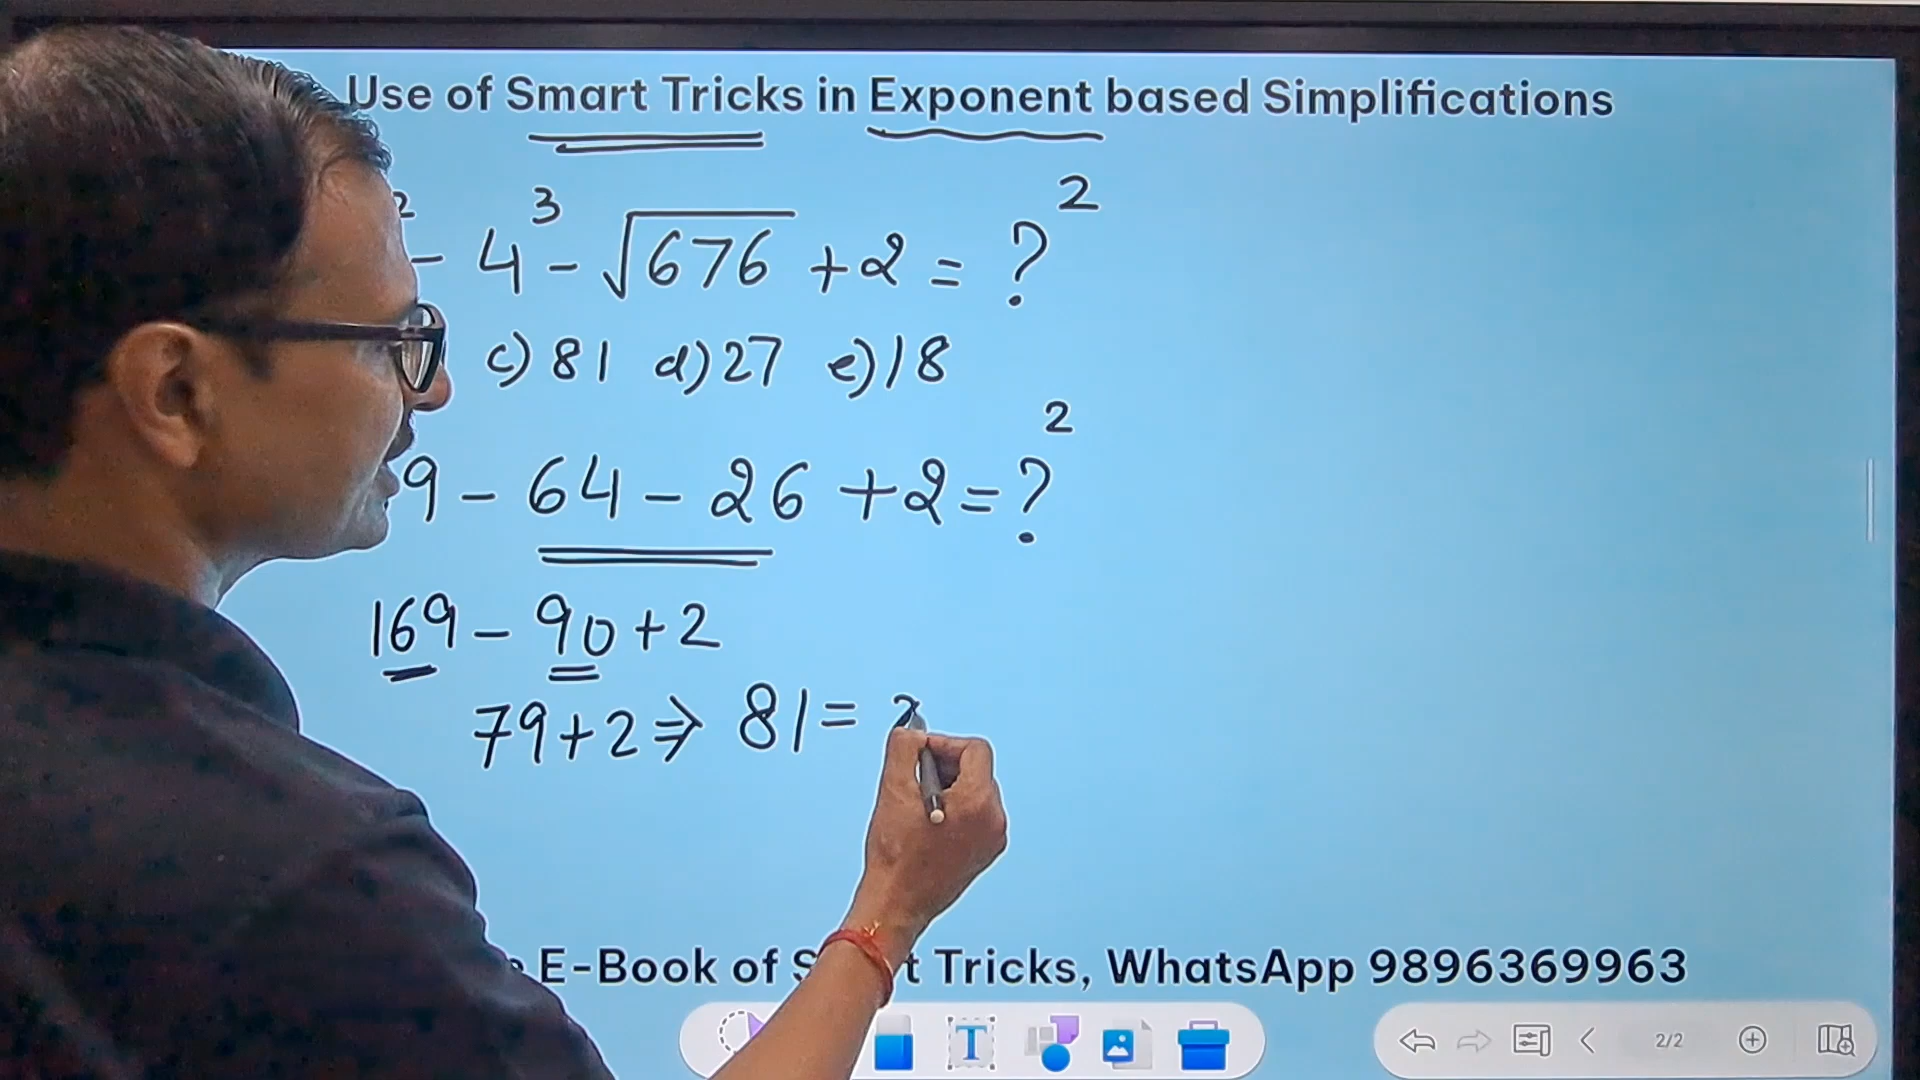 Use of Smart Tricks in Exponent based Simplifications
2 - 4³ - √676 + 2 = ?²
c) 81 d) 27 e) 18
9 - 64 - 26 + 2 = ?²
169 - 90 + 2
79 + 2 ⇒ 81 =
E-Book of Tricks, WhatsApp 9896369963
T
2/2